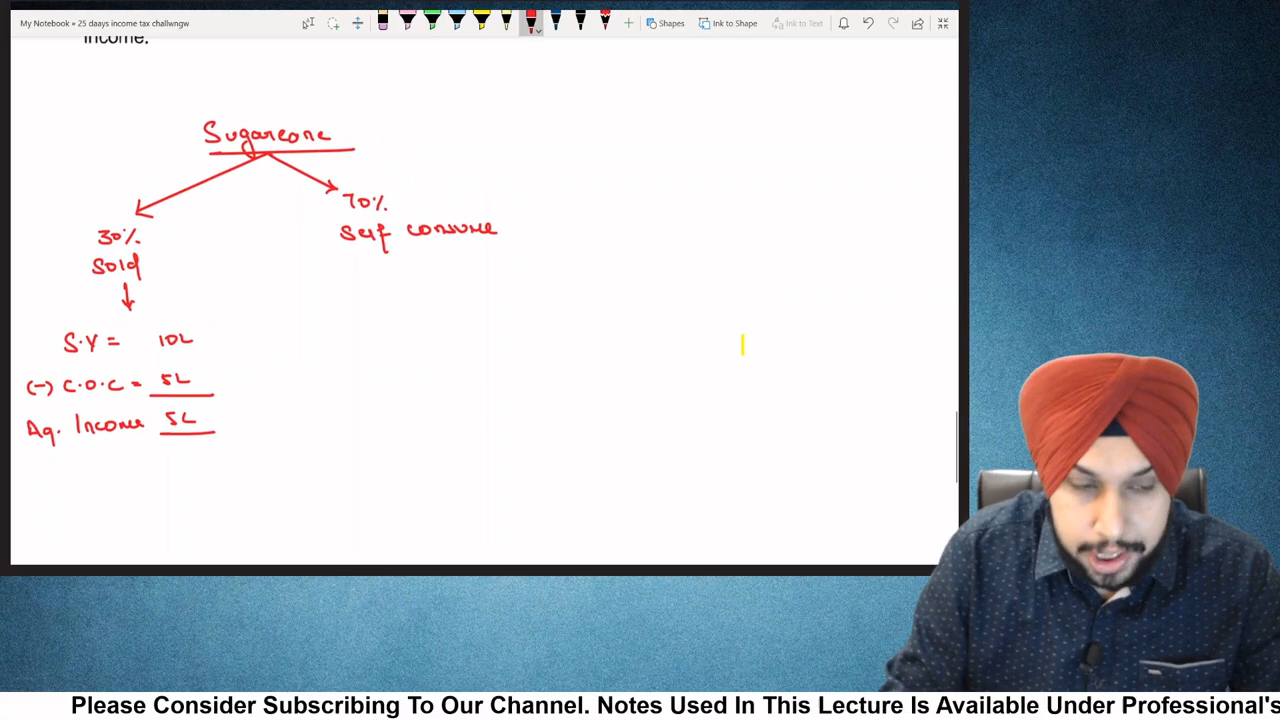 My Notebook » 25 daays income tax challwngw
Shapes
Ink to Shape
Ink to Text
income.
Sugarcane
30%
Sold
70%
Self consume
S.V = 10L
(-) C.O.C = 5L
Ag. Income 5L
Please Consider Subscribing To Our Channel. Notes Used In This Lecture Is Available Under Professional's